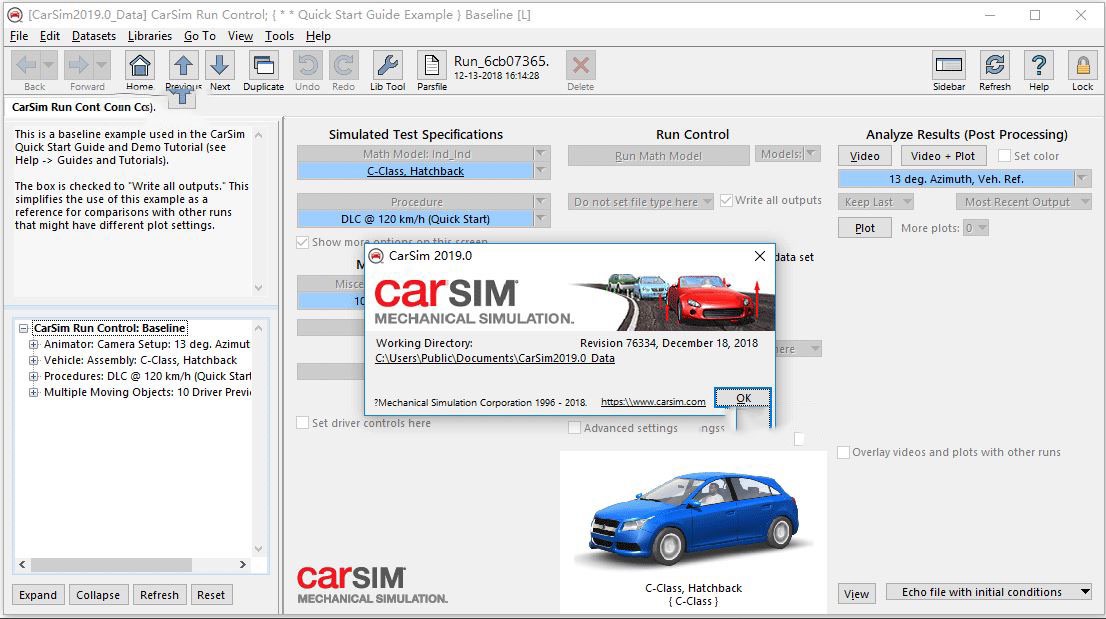 [CarSim2019.0_Data] CarSim Run Control; { * * Quick Start Guide Example } Baseline [L]
File Edit Datasets Libraries Go To View Tools Help
Back Forward Home Previous Next Duplicate Undo Redo Lib Tool Parsfile
Run_6cb07365.
12-13-2018 16:14:28
Delete Sidebar Refresh Help Lock
CarSim Run Cont
This is a baseline example used in the CarSim
Quick Start Guide and Demo Tutorial (see
Help -> Guides and Tutorials).
The box is checked to "Write all outputs." This
simplifies the use of this example as a
reference for comparisons with other runs
that might have different plot settings.
CarSim Run Control: Baseline
Animator: Camera Setup: 13 deg. Azimut
Vehicle: Assembly: C-Class, Hatchback
Procedures: DLC @ 120 km/h (Quick Start
Multiple Moving Objects: 10 Driver Previ
Expand Collapse Refresh Reset
Simulated Test Specifications
Math Model: Ind_Ind
C-Class, Hatchback
Procedure
DLC @ 120 km/h (Quick Start)
Show more options on this screen
M
Misce
10
Set driver controls here
carSIM
MECHANICAL SIMULATION.
Run Control
Run Math Model Models:
Do not set file type here Write all outputs
data set
here
Advanced settings ngss
C-Class, Hatchback
{ C-Class }
Analyze Results (Post Processing)
Video Video + Plot Set color
13 deg. Azimuth, Veh. Ref.
Keep Last Most Recent Output
Plot More plots: 0
Overlay videos and plots with other runs
View Echo file with initial conditions
CarSim 2019.0
carSIM
MECHANICAL SIMULATION.
Working Directory: Revision 76334, December 18, 2018
C:\Users\Public\Documents\CarSim2019.0_Data
?Mechanical Simulation Corporation 1996 - 2018. https:\\www.carsim.com OK